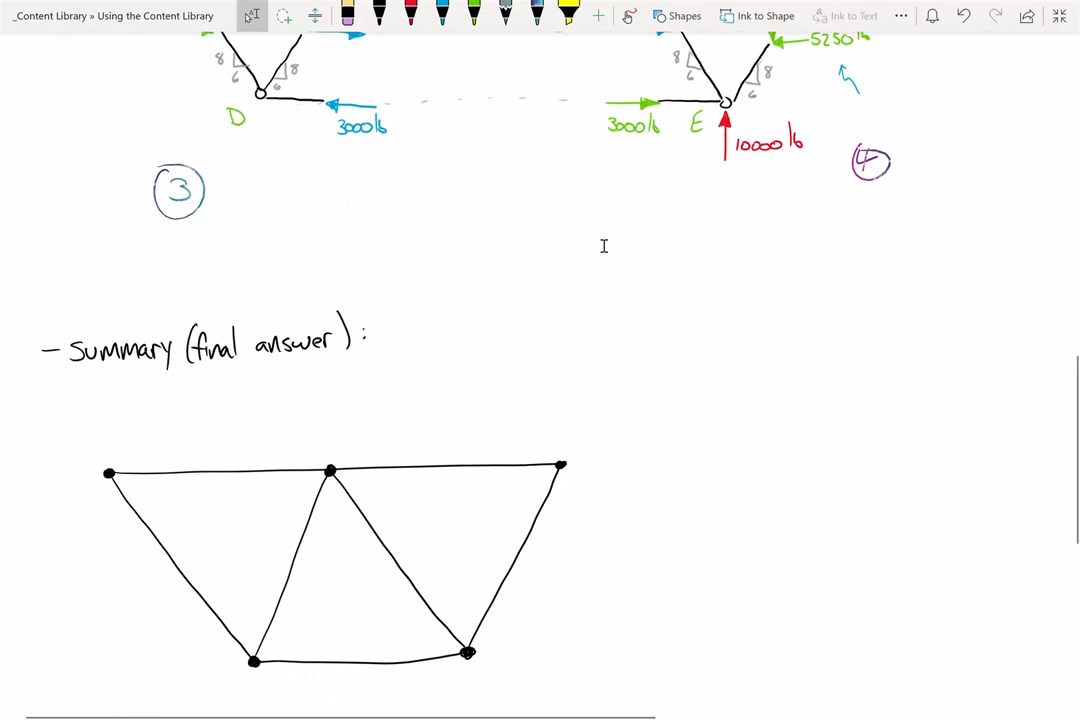 _Content Library » Using the Content Library
Shapes
Ink to Shape
Ink to Text
8
6
8
6
D
3000 lb
8
6
8
6
5250 lb
3000 lb
E
10000 lb
3
4
- Summary (final answer):